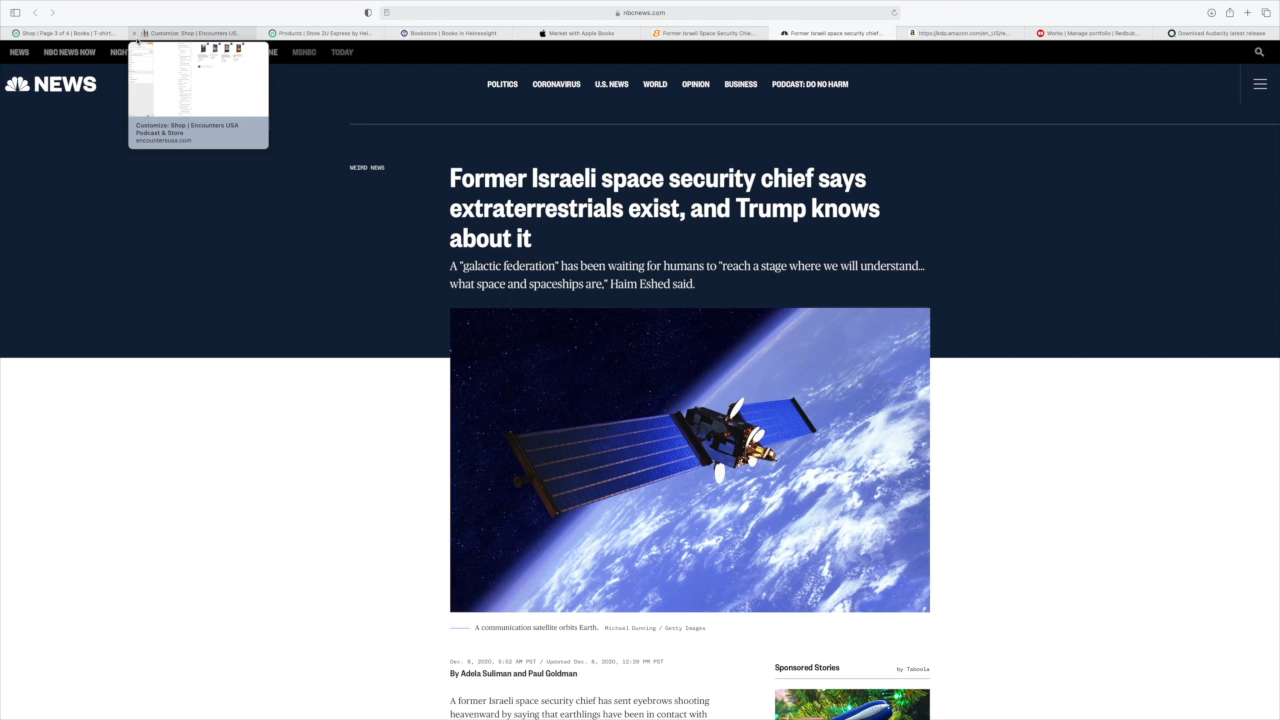 nbcnews.com
Shop | Page 3 of 4 | Books | T-shirt,...
Customize: Shop | Encounters US...
Products | Store 2U Express by Hei...
Bookstore | Books In Heinessight
Market with Apple Books
Former Israeli Space Security Chie...
Former Israeli space security chief...
https://kdp.amazon.com/en_US/re...
Works | Manage portfolio | Redbub...
Download Audacity latest release
NEWS
NBC NEWS NOW
NIGHT
NE
MSNBC
TODAY
NEWS
POLITICS
CORONAVIRUS
U.S. NEWS
WORLD
OPINION
BUSINESS
PODCAST: DO NO HARM
Customize: Shop | Encounters USA
Podcast & Store
encountersusa.com
WEIRD NEWS
Former Israeli space security chief says
extraterrestrials exist, and Trump knows
about it
A "galactic federation" has been waiting for humans to "reach a stage where we will understand...
what space and spaceships are," Haim Eshed said.
A communication satellite orbits Earth. Michael Dunning / Getty Images
Dec. 8, 2020, 5:52 AM PST / Updated Dec. 8, 2020, 12:29 PM PST
By Adela Suliman and Paul Goldman
Sponsored Stories
by Taboola
A former Israeli space security chief has sent eyebrows shooting
heavenward by saying that earthlings have been in contact with